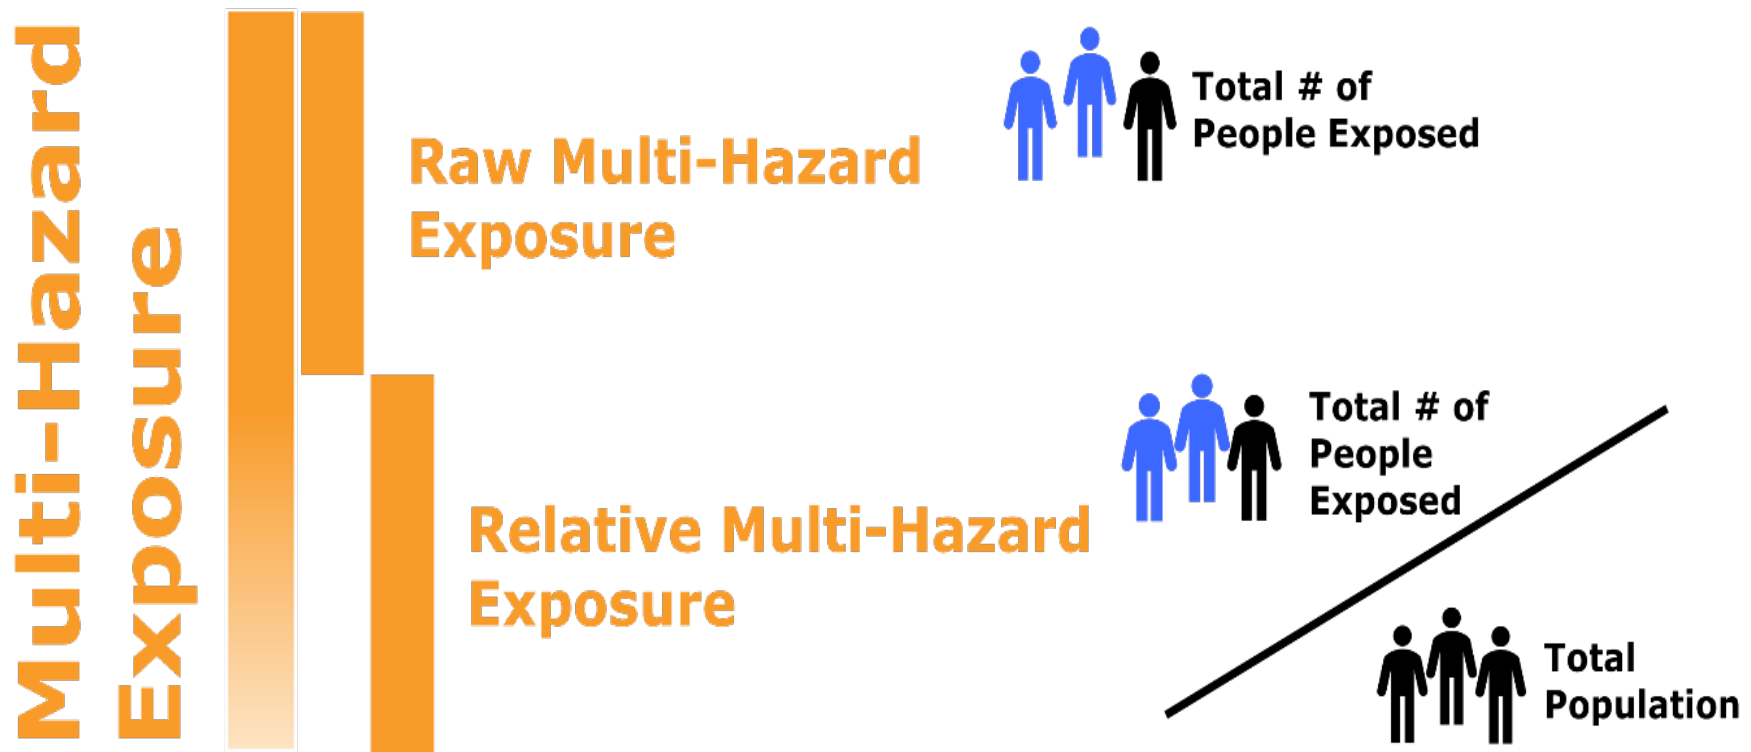 Multi-Hazard
Exposure
Raw Multi-Hazard
Exposure
Total # of
People Exposed
Relative Multi-Hazard
Exposure
Total # of
People
Exposed
Total
Population